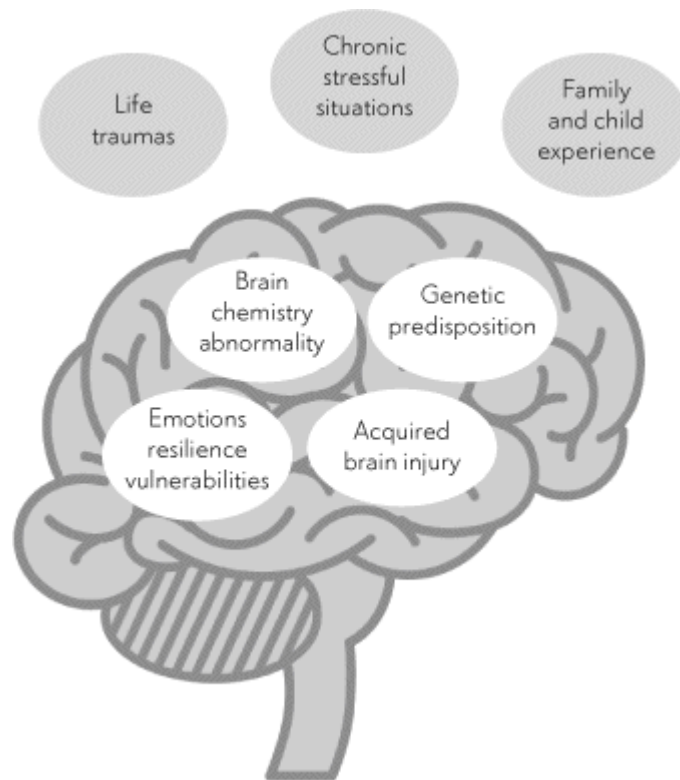 Life
traumas
Chronic
stressful
situations
Family
and child
experience
Brain
chemistry
abnormality
Genetic
predisposition
Emotions
resilience
vulnerabilities
Acquired
brain injury